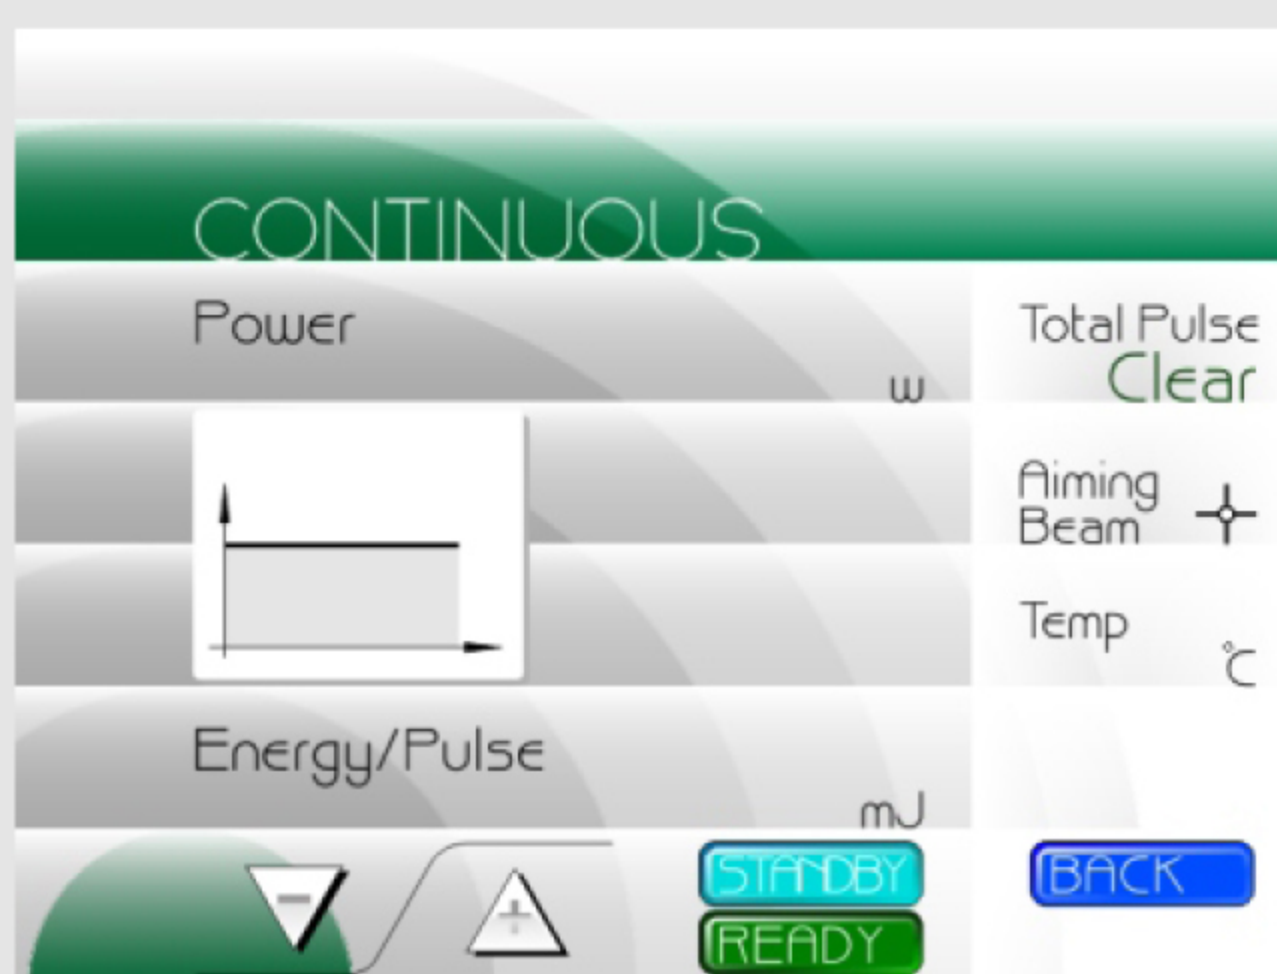 CONTINUOUS
Power
w
Total Pulse
Clear
Aiming
Beam
Temp
°C
Energy/Pulse
mJ
STANDBY
BACK
READY